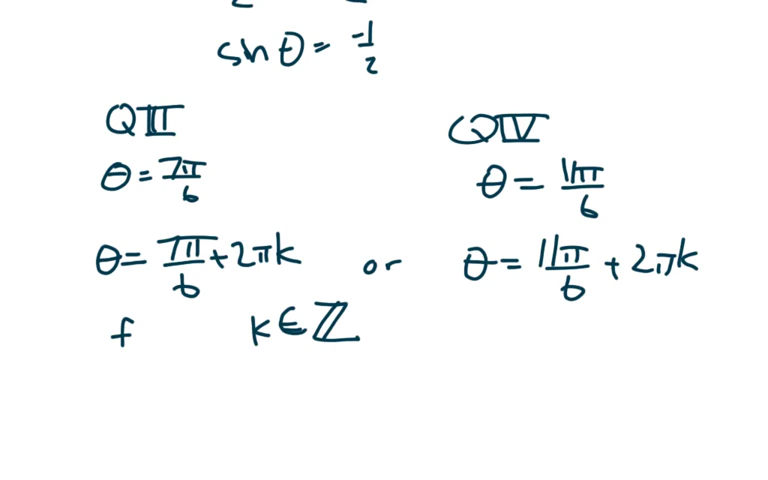 sin θ = -1/2
QIII QIV
θ = 7π/6 θ = 11π/6
θ = 7π/6 + 2πk or θ = 11π/6 + 2πk
f k ∈ ℤ